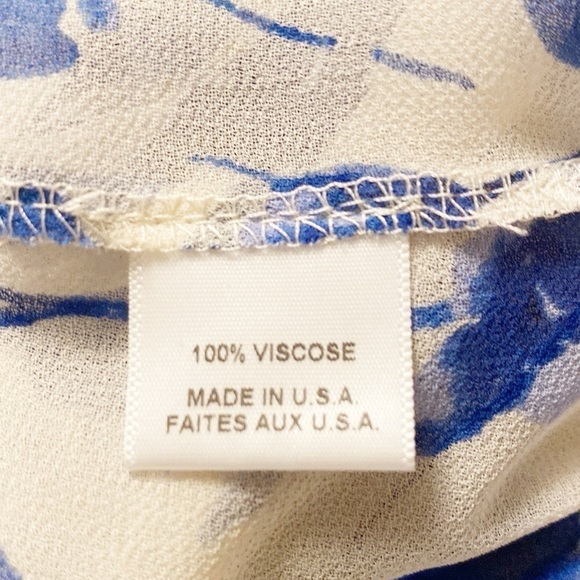 100% VISCOSE
MADE IN U.S.A.
FAITES AUX U.S.A.